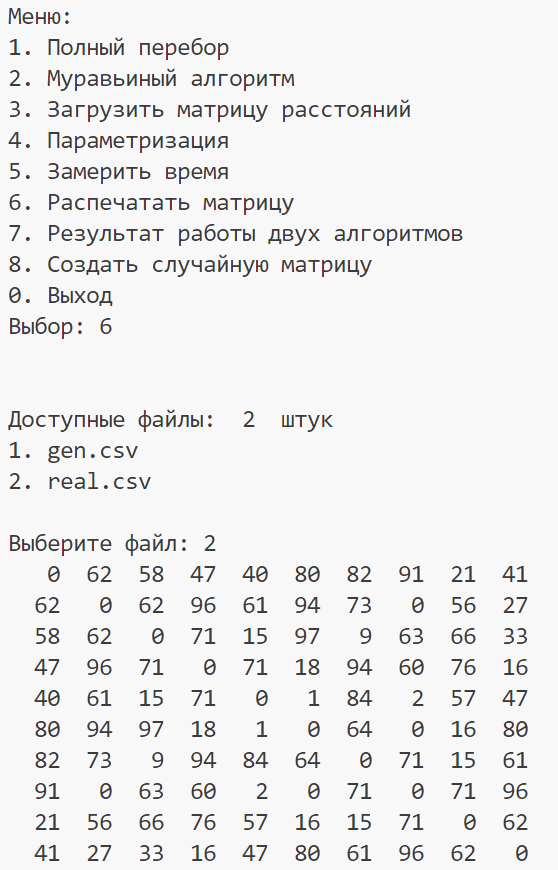 Меню:
1. Полный перебор
2. Муравьиный алгоритм
3. Загрузить матрицу расстояний
4. Параметризация
5. Замерить время
6. Распечатать матрицу
7. Результат работы двух алгоритмов
8. Создать случайную матрицу
0. Выход
Выбор: 6
Доступные файлы:  2  штук
1. gen.csv
2. real.csv
Выберите файл: 2
0  62  58  47  40  80  82  91  21  41
62  0  62  96  61  94  73  0  56  27
58  62  0  71  15  97  9  63  66  33
47  96  71  0  71  18  94  60  76  16
40  61  15  71  0  1  84  2  57  47
80  94  97  18  1  0  64  0  16  80
82  73  9  94  84  64  0  71  15  61
91  0  63  60  2  0  71  0  71  96
21  56  66  76  57  16  15  71  0  62
41  27  33  16  47  80  61  96  62  0